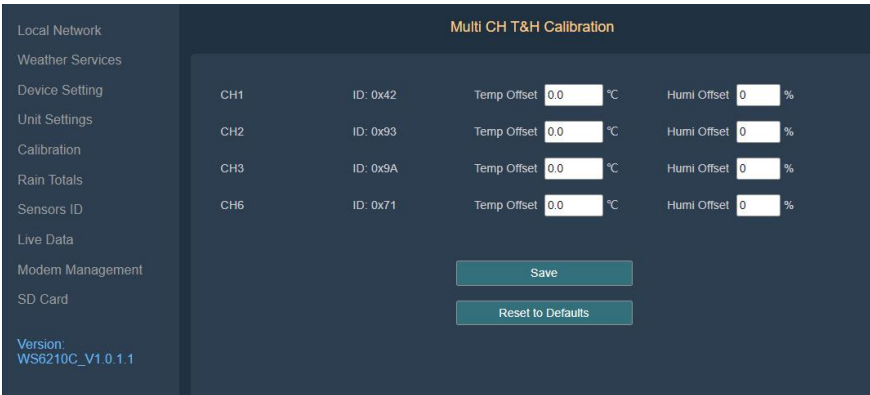 Local Network
Weather Services
Device Setting
Unit Settings
Calibration
Rain Totals
Sensors ID
Live Data
Modem Management
SD Card
Version:
WS6210C_V1.0.1.1
Multi CH T&H Calibration
CH1 ID: 0x42 Temp Offset 0.0 ℃ Humi Offset 0 %
CH2 ID: 0x93 Temp Offset 0.0 ℃ Humi Offset 0 %
CH3 ID: 0x9A Temp Offset 0.0 ℃ Humi Offset 0 %
CH6 ID: 0x71 Temp Offset 0.0 ℃ Humi Offset 0 %
Save
Reset to Defaults